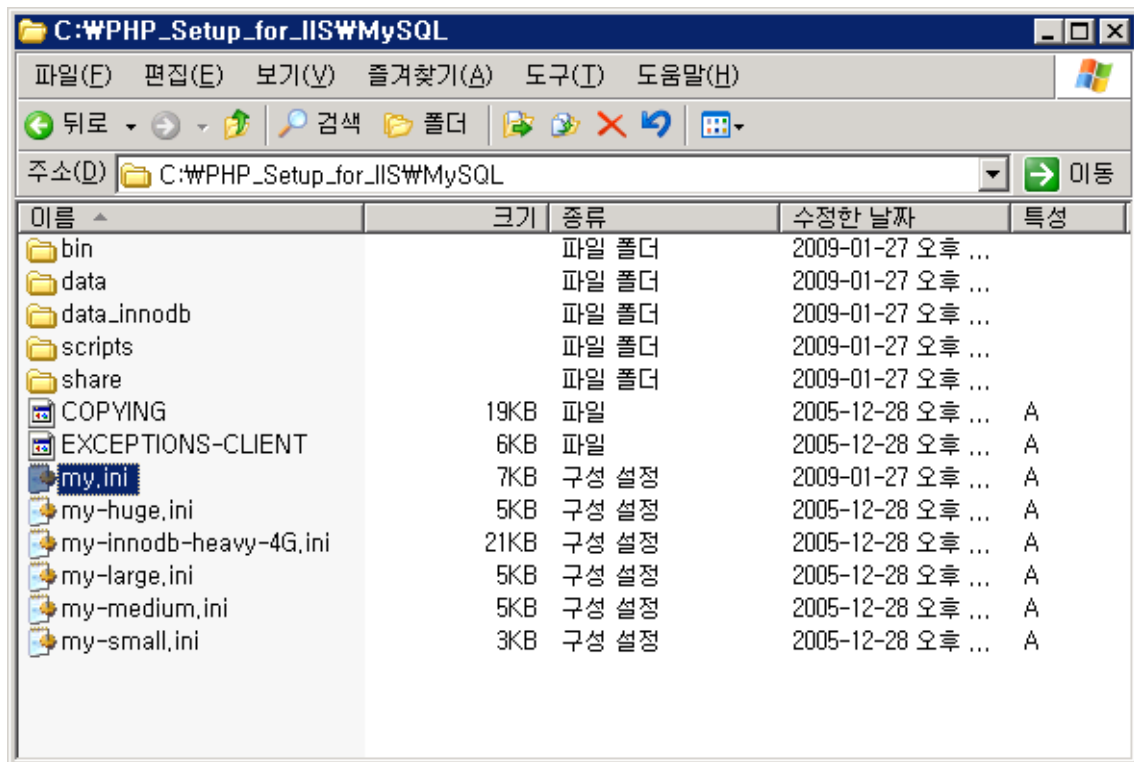 C:₩PHP_Setup_for_IIS₩MySQL
파일(F) 편집(E) 보기(V) 즐겨찾기(A) 도구(T) 도움말(H)
뒤로 검색 폴더
주소(D) C:₩PHP_Setup_for_IIS₩MySQL 이동
이름 크기 종류 수정한 날짜 특성
bin 파일 폴더 2009-01-27 오후 ...
data 파일 폴더 2009-01-27 오후 ...
data_innodb 파일 폴더 2009-01-27 오후 ...
scripts 파일 폴더 2009-01-27 오후 ...
share 파일 폴더 2009-01-27 오후 ...
COPYING 19KB 파일 2005-12-28 오후 ... A
EXCEPTIONS-CLIENT 6KB 파일 2005-12-28 오후 ... A
my.ini 7KB 구성 설정 2009-01-27 오후 ... A
my-huge.ini 5KB 구성 설정 2005-12-28 오후 ... A
my-innodb-heavy-4G.ini 21KB 구성 설정 2005-12-28 오후 ... A
my-large.ini 5KB 구성 설정 2005-12-28 오후 ... A
my-medium.ini 5KB 구성 설정 2005-12-28 오후 ... A
my-small.ini 3KB 구성 설정 2005-12-28 오후 ... A